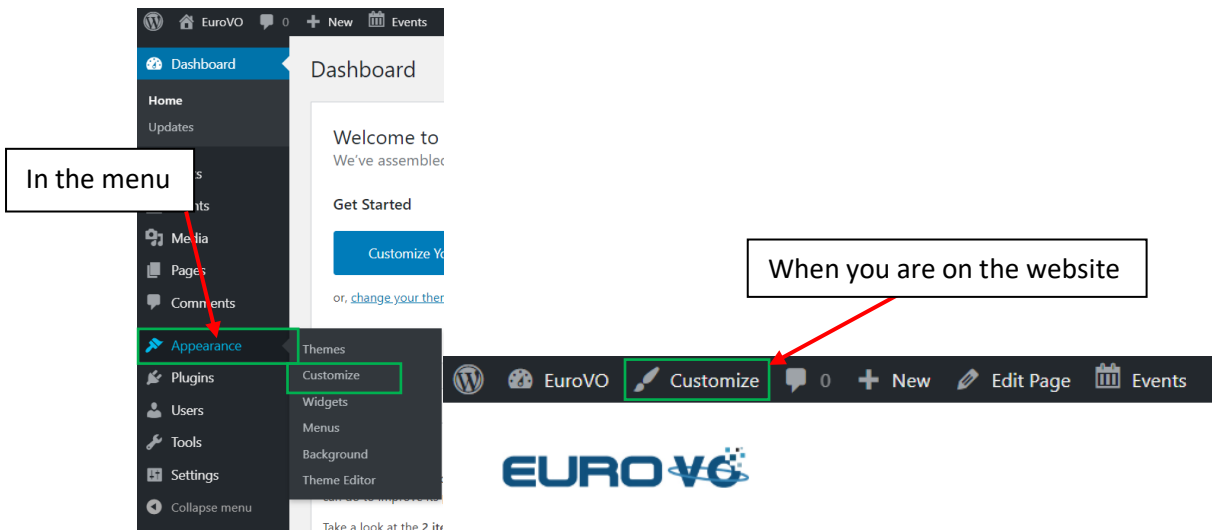 EuroVO 0 New Events
Dashboard
Dashboard
Home
Updates
Welcome to
We've assembled
In the menu
Get Started
Media
Customize
Pages
or, change your
Comments
When you are on the website
Appearance
Themes
Customize
Plugins
Users
Widgets
Tools
Menus
Settings
Background
Theme Editor
Collapse menu
Take a look at the 2
EuroVO Customize 0 New Edit Page Events
EURO VO